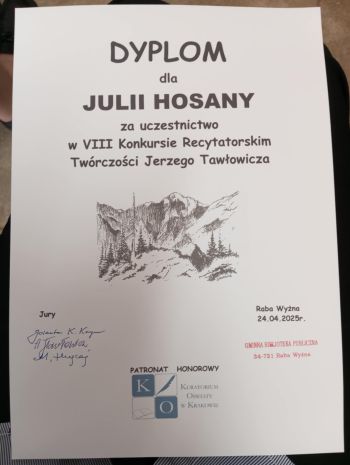 DYPLOM
dla
JULII HOSANY
za uczestnictwo
w VIII Konkursie Recytatorskim
Twórczości Jerzego Tawłowicza
Jury
Raba Wyżna
24.04.2025r.
GMINNA BIBLIOTEKA PUBLICZNA
34-721 Raba Wyżna
PATRONAT HONOROWY
K
O
KURATORIUM
OŚWIATY
W KRAKOWIE